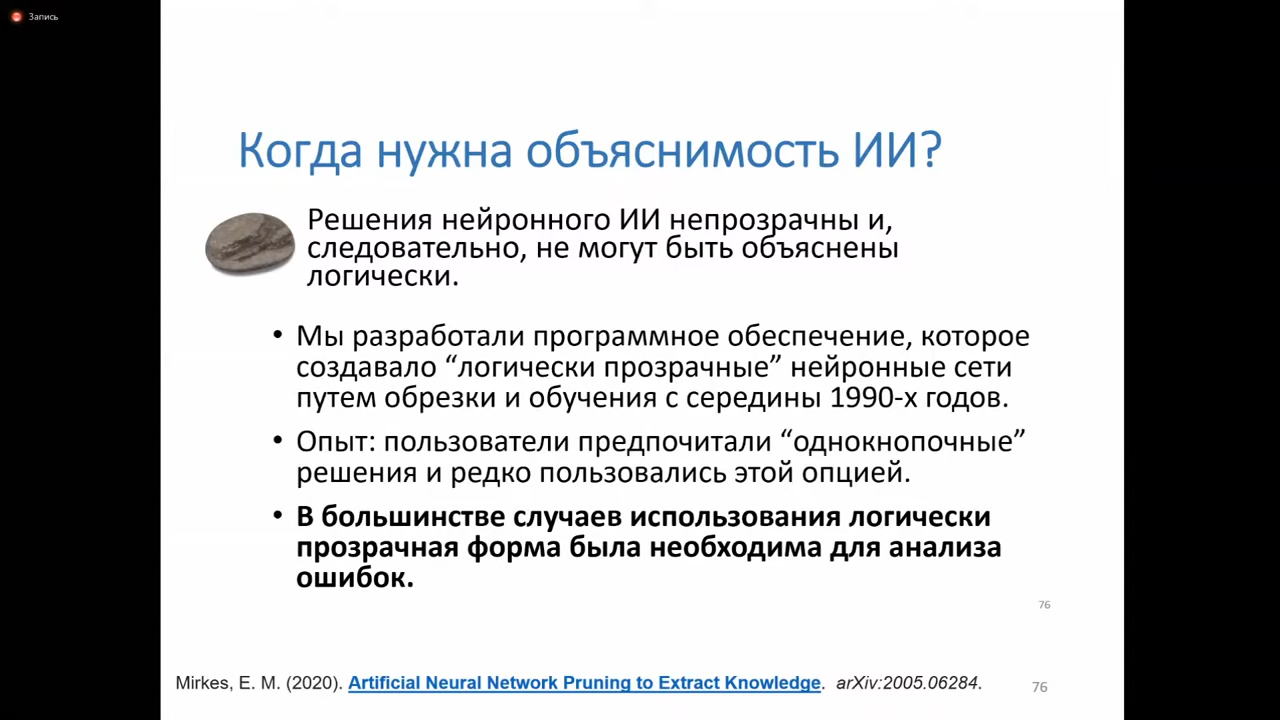 Запись
Когда нужна объяснимость ИИ?
Решения нейронного ИИ непрозрачны и,
следовательно, не могут быть объяснены
логически.
• Мы разработали программное обеспечение, которое
создавало “логически прозрачные” нейронные сети
путем обрезки и обучения с середины 1990-х годов.
• Опыт: пользователи предпочитали “однокнопочные”
решения и редко пользовались этой опцией.
• В большинстве случаев использования логически
прозрачная форма была необходима для анализа
ошибок.
76
Mirkes, E. M. (2020). Artificial Neural Network Pruning to Extract Knowledge. arXiv:2005.06284.
76